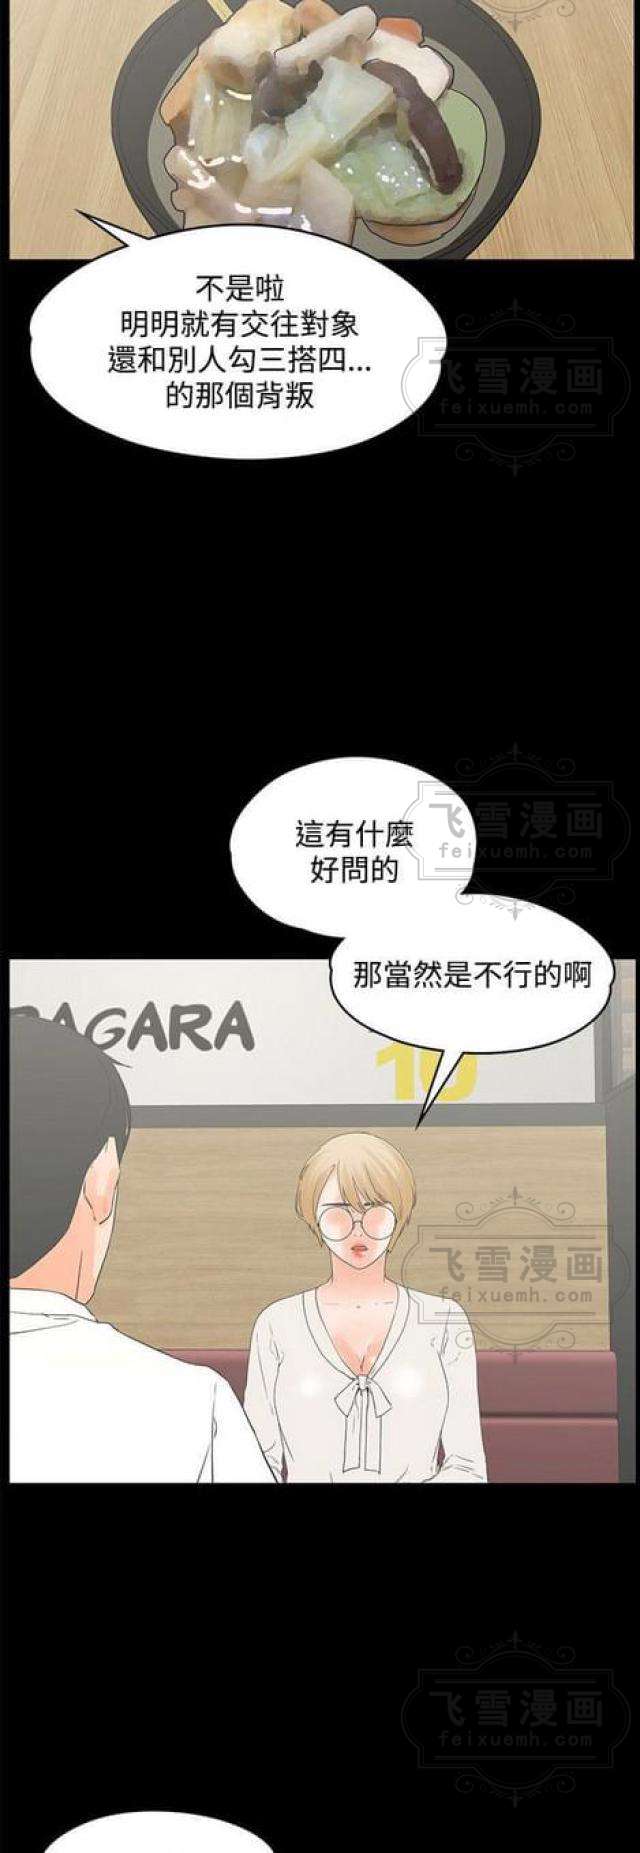 不是啦
明明就有交往對象
還和別人勾三搭四...
的那個背叛
飞雪漫画
feixuemh.com
這有什麼
好問的
飞雪漫画
feixuemh.com
那當然是不行的啊
AGARA
10
飞雪漫画
feixuemh.com
飞雪漫画
feixuemh.com